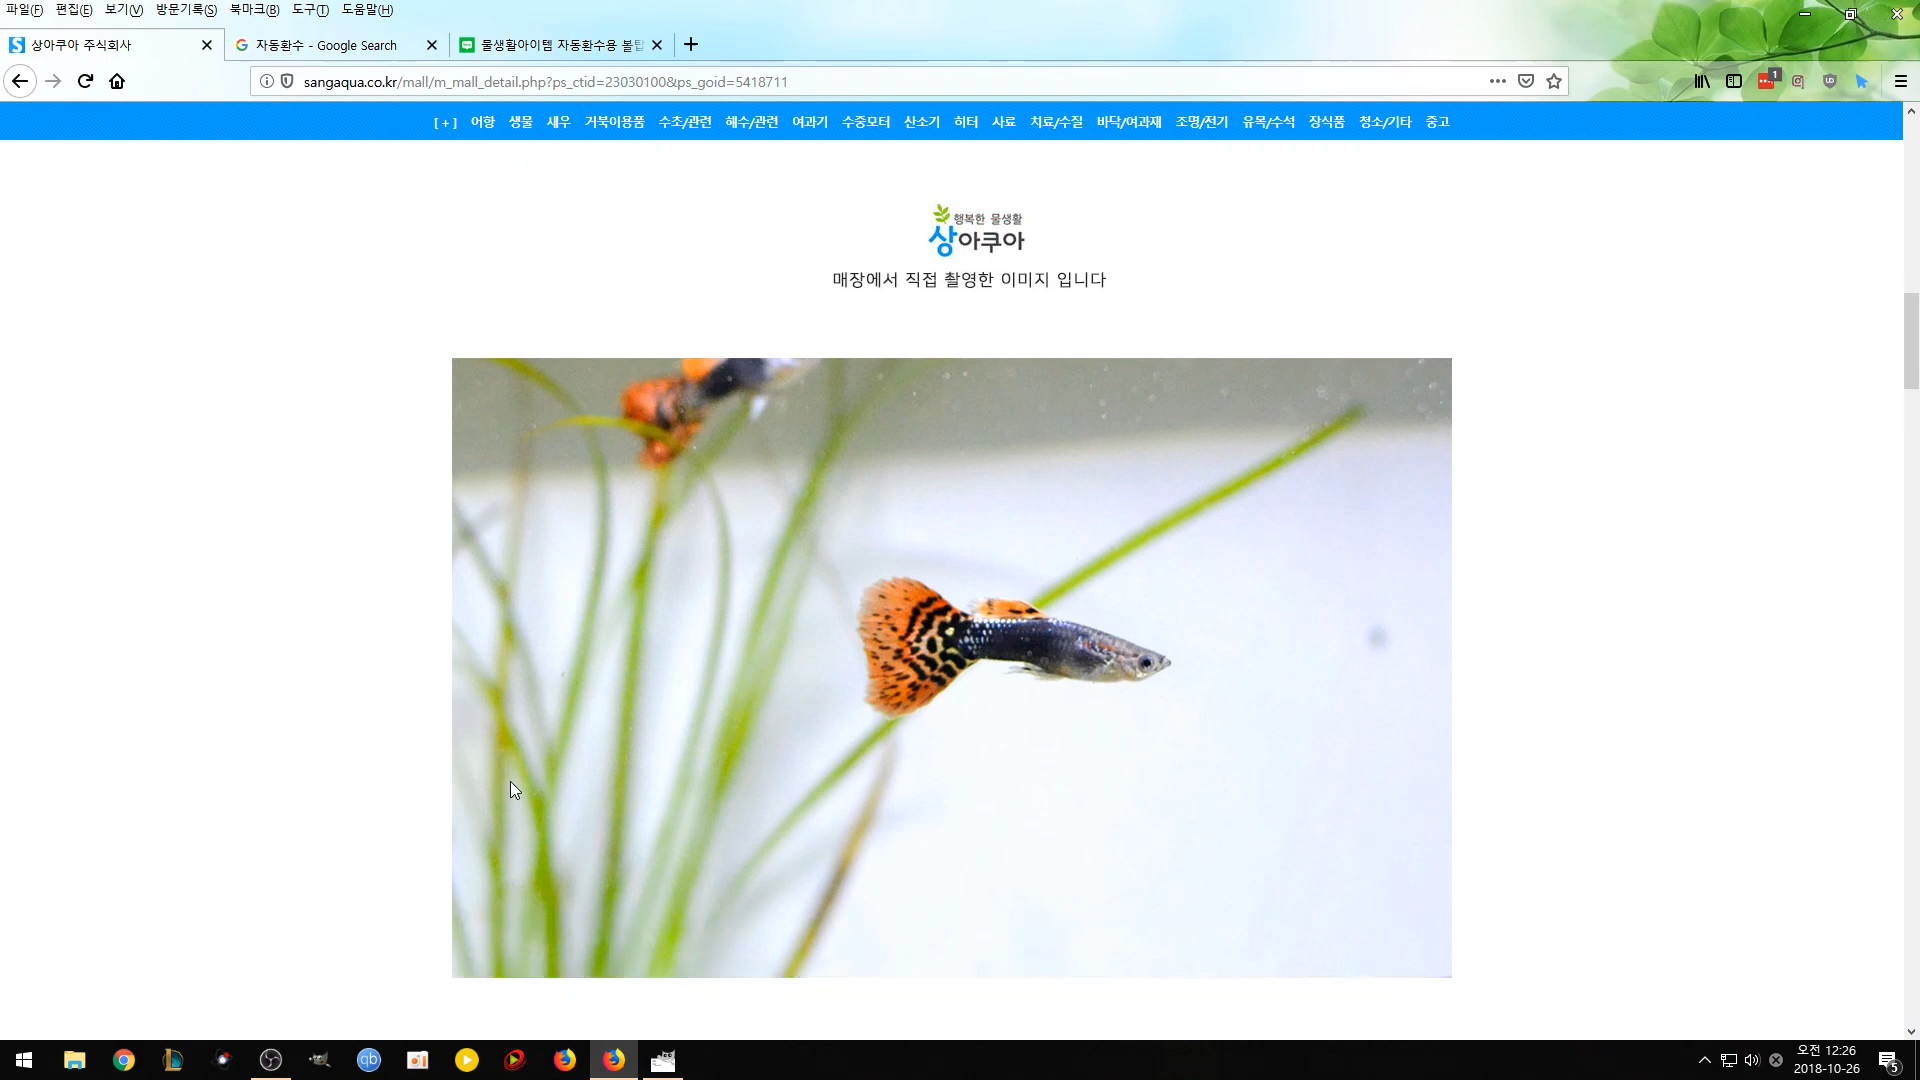 파일(F) 편집(E) 보기(V) 방문기록(S) 북마크(B) 도구(T) 도움말(H)
상아쿠아 주식회사
자동환수 - Google Search
물생활아이템 자동환수용 볼탑
sangaqua.co.kr/mall/m_mall_detail.php?ps_ctid=23030100&ps_goid=5418711
1
[ + ] 어항 생물 새우 거북이용품 수초/관련 해수/관련 여과기 수중모터 산소기 히터 사료 치료/수질 바닥/여과재 조명/전기 유목/수석 장식품 청소/기타 중고
행복한 물생활
상아쿠아
매장에서 직접 촬영한 이미지 입니다
qb
오전 12:26
2018-10-26
5